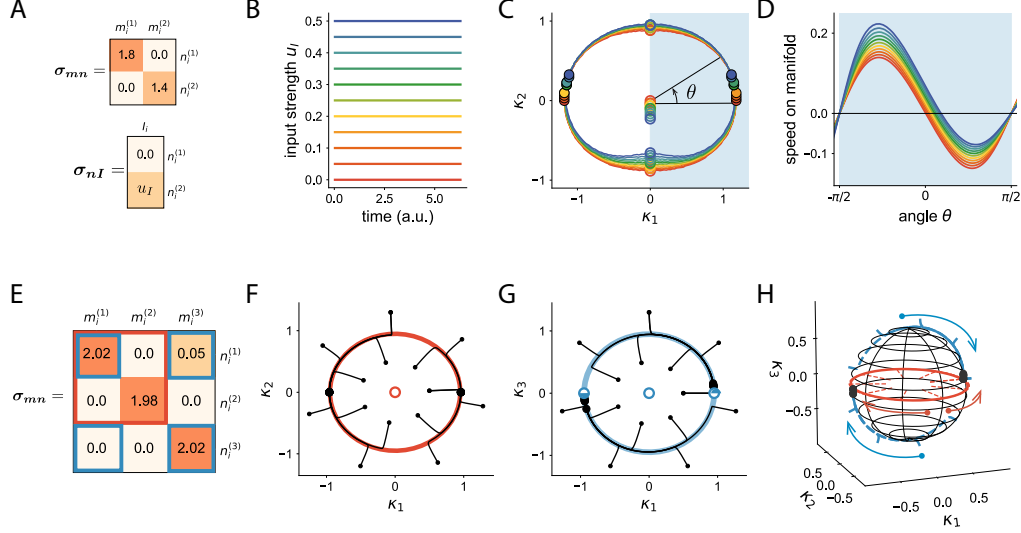 A
m_i^(1) m_i^(2)
σ_mn =
1.8 0.0 n_i^(1)
0.0 1.4 n_i^(2)
I_i
σ_nI =
0.0 n_i^(1)
u_I n_i^(2)
B
input strength u_I
0.5
0.4
0.3
0.2
0.1
0.0
0.0 2.5 5.0
time (a.u.)
C
κ_2
1
0
−1
θ
−1 0 1
κ_1
D
speed on manifold
0.2
0.0
−0.1
-π/2 0 π/2
angle θ
E
m_i^(1) m_i^(2) m_i^(3)
σ_mn =
2.02 0.0 0.05 n_i^(1)
0.0 1.98 0.0 n_i^(2)
0.0 0.0 2.02 n_i^(3)
F
κ_2
1
0
−1
−1 0 1
κ_1
G
κ_3
1
0
−1
−1 0 1
κ_1
H
κ_3
0.5
0.0
−0.5
κ_2
0.5
0.0
−0.5
−0.5 0.0 0.5
κ_1